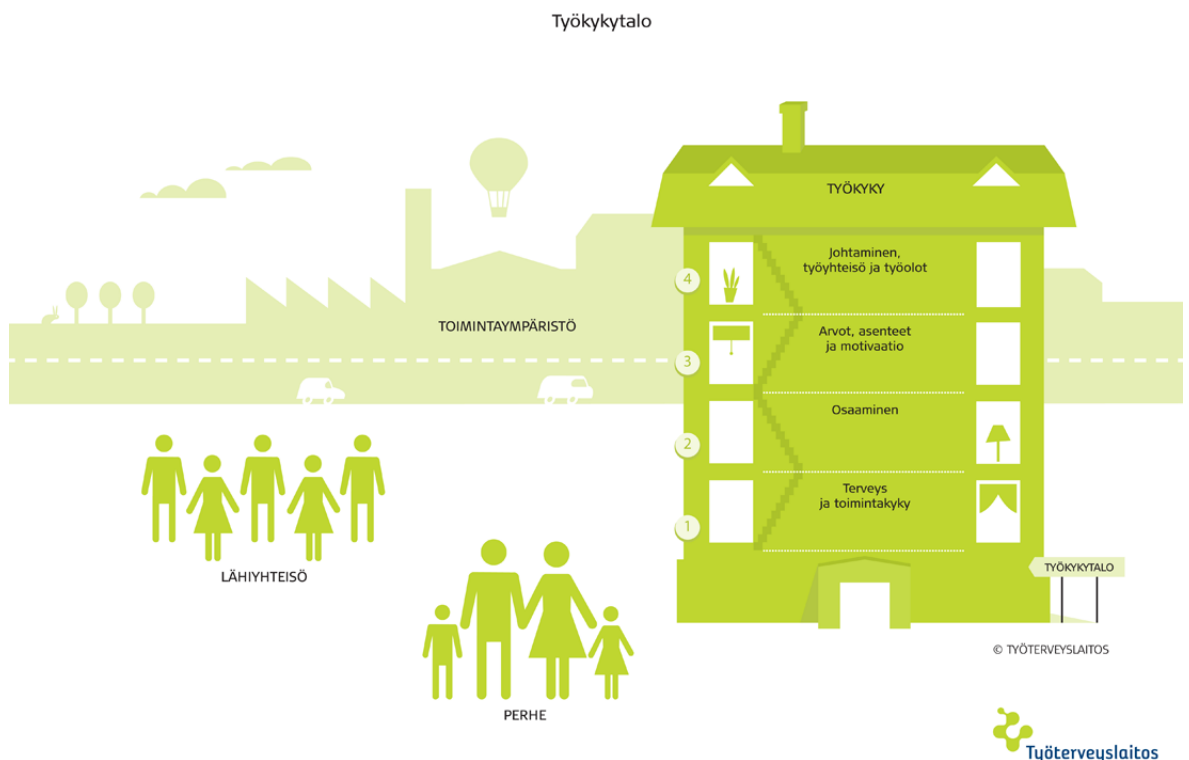 Työkykytalo
TYÖKYKY
4
Johtaminen,
työyhteisö ja työolot
TOIMINTAYMPÄRISTÖ
3
Arvot, asenteet
ja motivaatio
2
Osaaminen
1
Terveys
ja toimintakyky
LÄHIYHTEISÖ
TYÖKYKYTALO
© TYÖTERVEYSLAITOS
PERHE
Työterveyslaitos